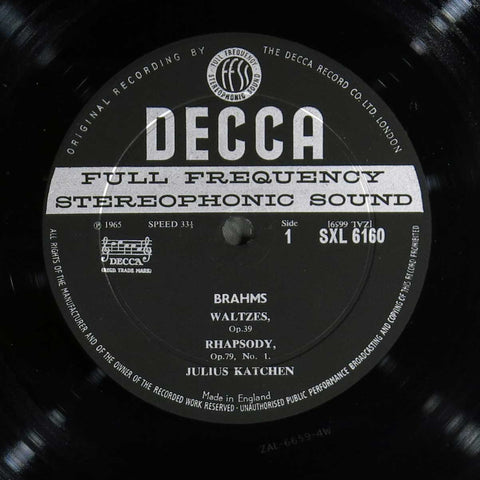 ORIGINAL RECORDING BY THE DECCA RECORD CO. LTD. LONDON
FULL FREQUENCY
FFSS
STEREOPHONIC SOUND
DECCA
FULL FREQUENCY
STEREOPHONIC SOUND
Ⓟ 1965 SPEED 33⅓ Side [ZAL 6659]
1 SXL 6160
DECCA
(REGD. TRADE MARK)
BRAHMS
WALTZES,
Op.39
RHAPSODY,
Op.79, No. 1.
JULIUS KATCHEN
Made in England
ALL RIGHTS OF THE MANUFACTURER AND OF THE OWNER OF THE RECORDED WORK RESERVED - UNAUTHORISED PUBLIC PERFORMANCE BROADCASTING AND COPYING OF THIS RECORD PROHIBITED
ZAL-6659-4W